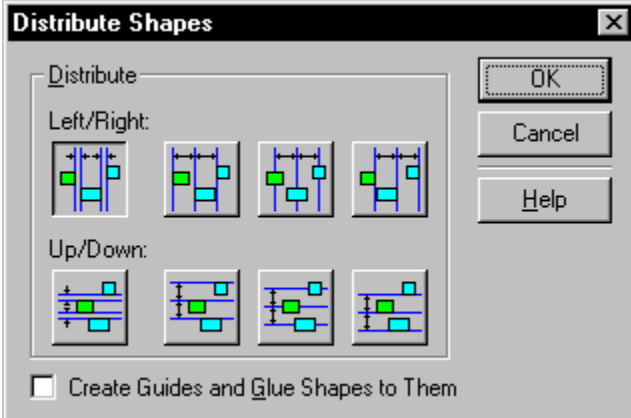 Distribute Shapes
Distribute
Left/Right:
Up/Down:
OK
Cancel
Help
Create Guides and Glue Shapes to Them